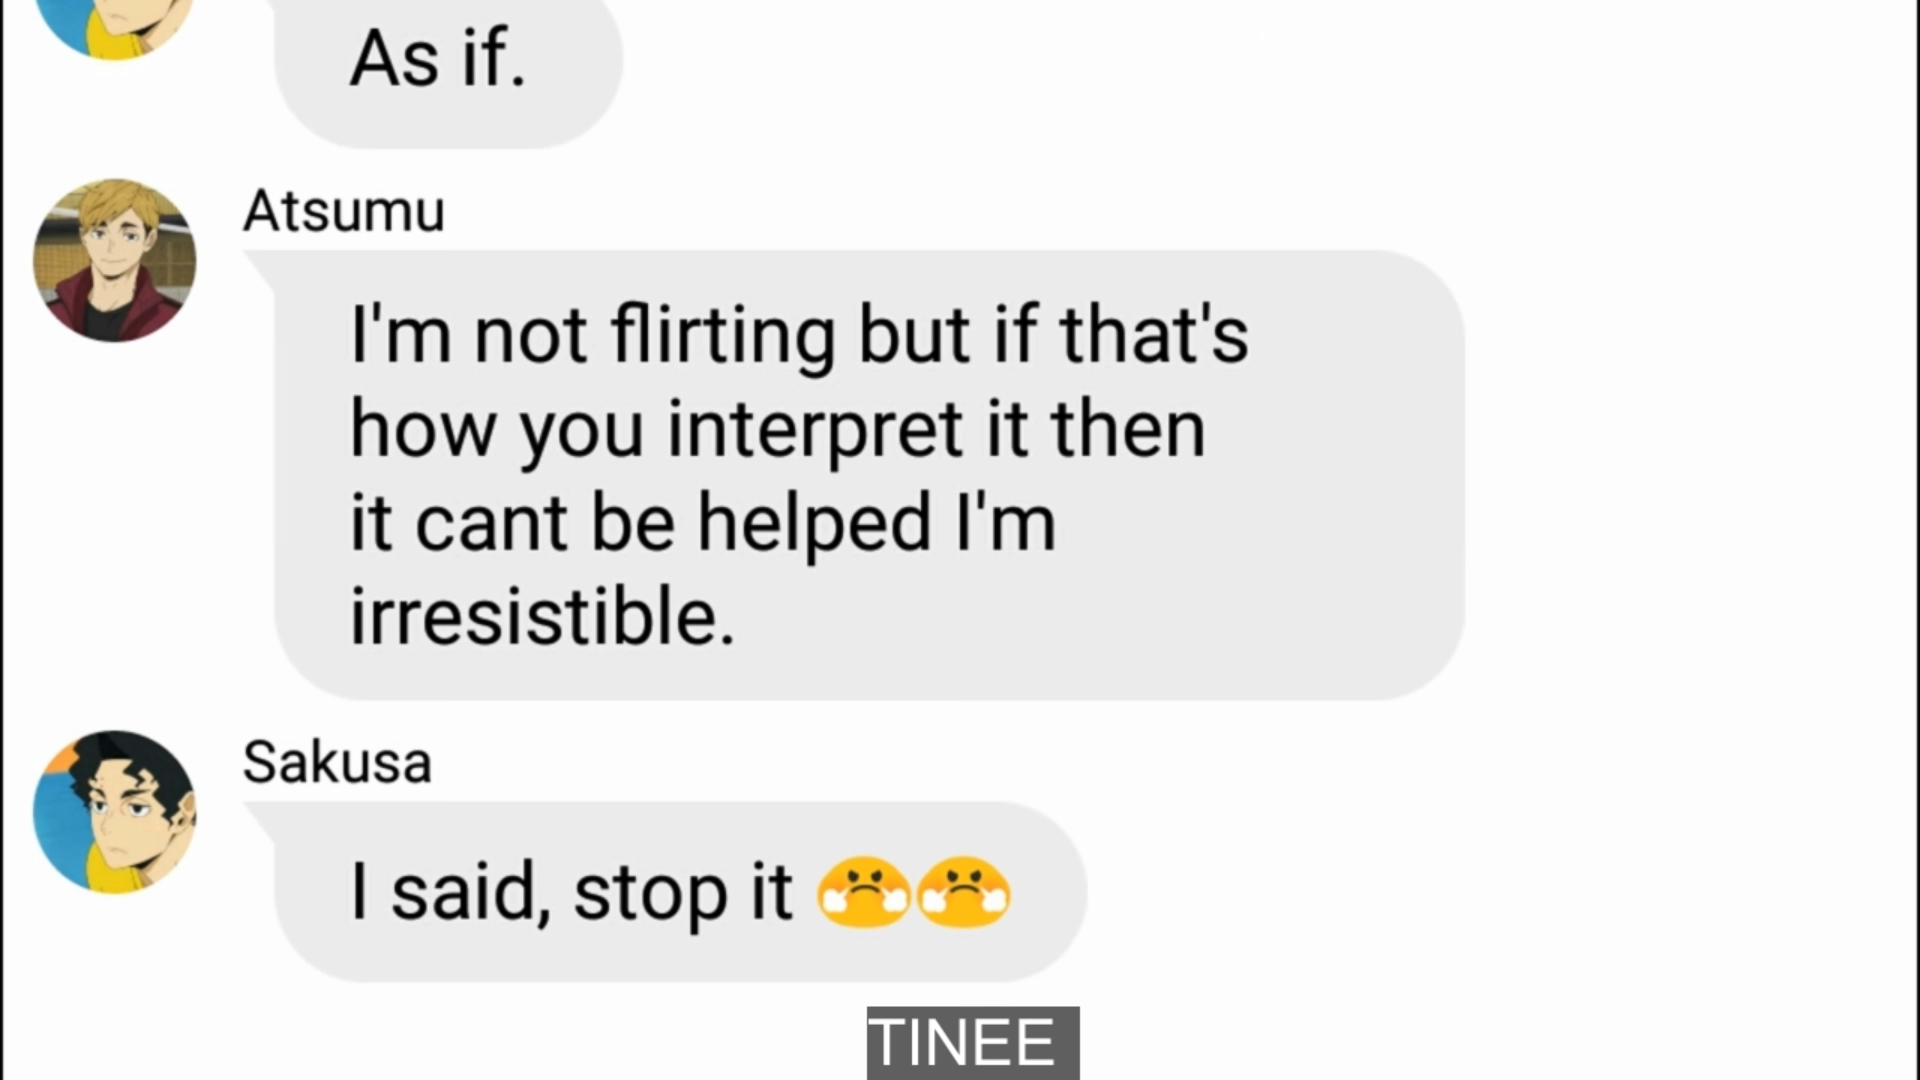 As if.
Atsumu
I'm not flirting but if that's
how you interpret it then
it cant be helped I'm
irresistible.
Sakusa
I said, stop it 😤😤
TINEE